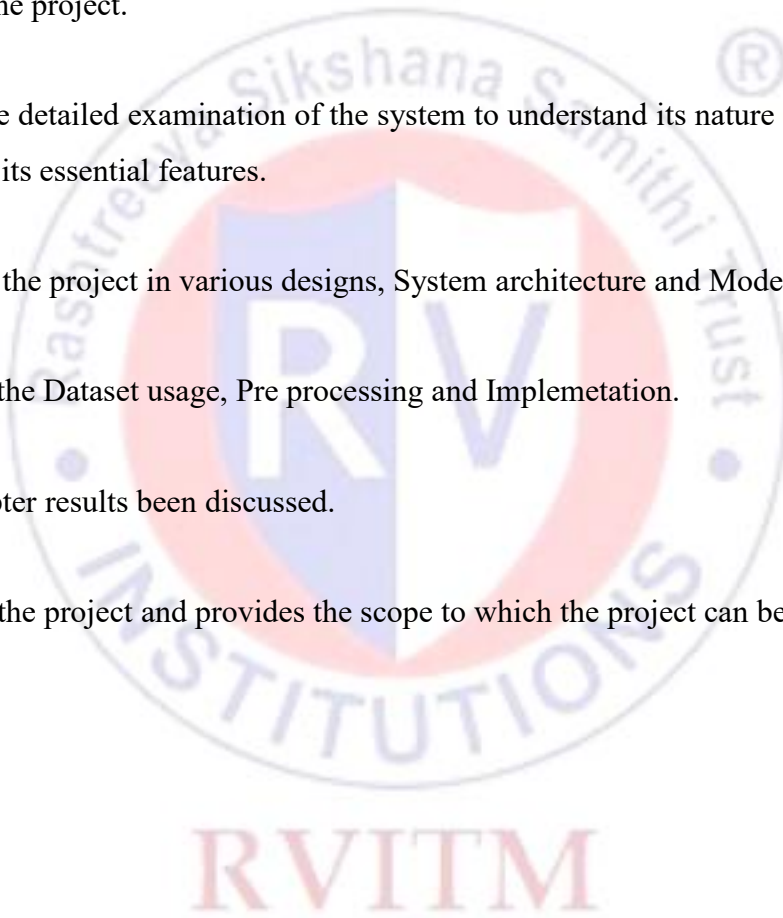 ne project.
e detailed examination of the system to understand its nature
its essential features.
the project in various designs, System architecture and Mode
the Dataset usage, Pre processing and Implemetation.
pter results been discussed.
the project and provides the scope to which the project can be
Rashtreeya Sikshana Samithi Trust
®
RV
INSTITUTIONS
RVITM